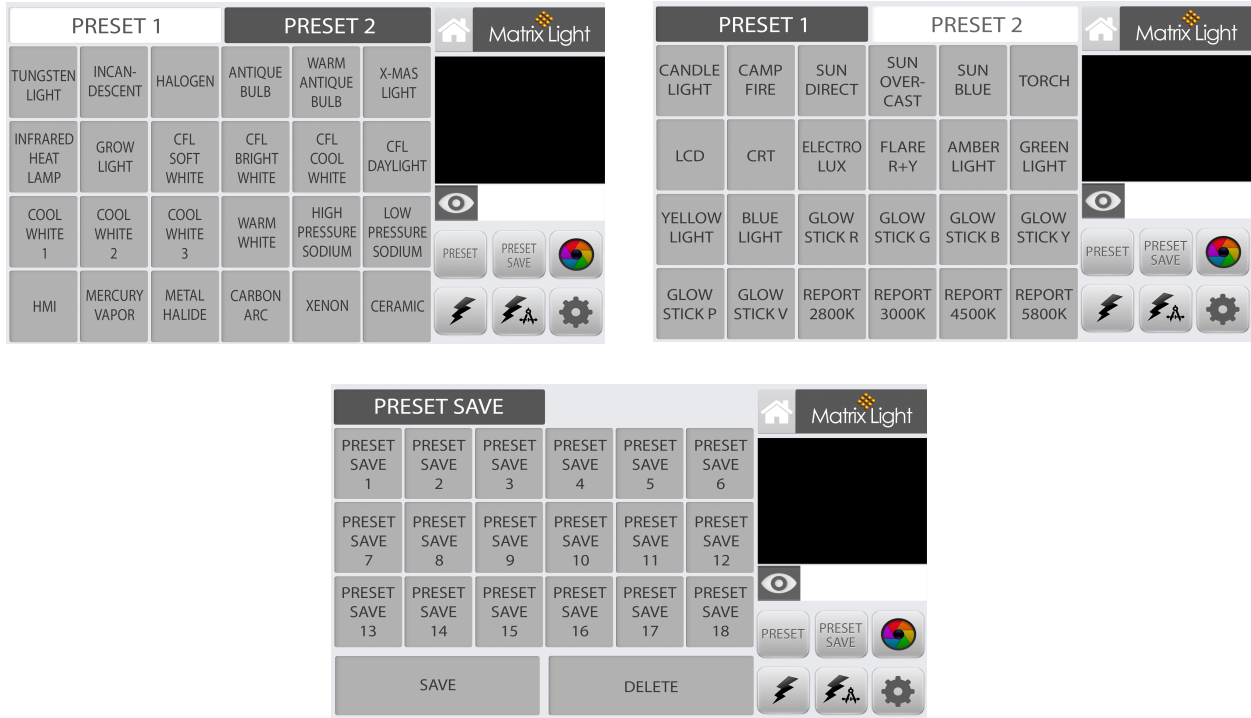 PRESET 1
PRESET 2
Matrix Light
TUNGSTEN
LIGHT
INCAN-
DESCENT
HALOGEN
ANTIQUE
BULB
WARM
ANTIQUE
BULB
X-MAS
LIGHT
INFRARED
HEAT
LAMP
GROW
LIGHT
CFL
SOFT
WHITE
CFL
BRIGHT
WHITE
CFL
COOL
WHITE
CFL
DAYLIGHT
COOL
WHITE
1
COOL
WHITE
2
COOL
WHITE
3
WARM
WHITE
HIGH
PRESSURE
SODIUM
LOW
PRESSURE
SODIUM
HMI
MERCURY
VAPOR
METAL
HALIDE
CARBON
ARC
XENON
CERAMIC
PRESET
PRESET
SAVE
PRESET 1
PRESET 2
Matrix Light
CANDLE
LIGHT
CAMP
FIRE
SUN
DIRECT
SUN
OVER-
CAST
SUN
BLUE
TORCH
LCD
CRT
ELECTRO
LUX
FLARE
R+Y
AMBER
LIGHT
GREEN
LIGHT
YELLOW
LIGHT
BLUE
LIGHT
GLOW
STICK R
GLOW
STICK G
GLOW
STICK B
GLOW
STICK Y
GLOW
STICK P
GLOW
STICK V
REPORT
2800K
REPORT
3000K
REPORT
4500K
REPORT
5800K
PRESET
PRESET
SAVE
PRESET SAVE
Matrix Light
PRESET
SAVE
1
PRESET
SAVE
2
PRESET
SAVE
3
PRESET
SAVE
4
PRESET
SAVE
5
PRESET
SAVE
6
PRESET
SAVE
7
PRESET
SAVE
8
PRESET
SAVE
9
PRESET
SAVE
10
PRESET
SAVE
11
PRESET
SAVE
12
PRESET
SAVE
13
PRESET
SAVE
14
PRESET
SAVE
15
PRESET
SAVE
16
PRESET
SAVE
17
PRESET
SAVE
18
SAVE
DELETE
PRESET
PRESET
SAVE